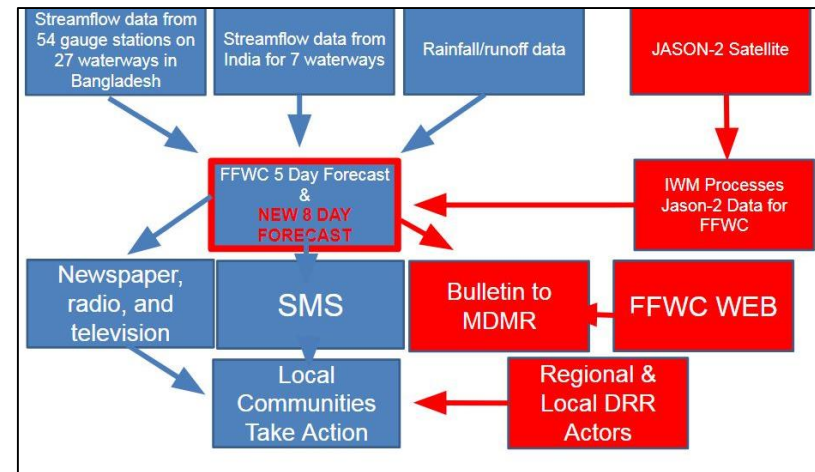 Streamflow data from
54 gauge stations on
27 waterways in
Bangladesh
Streamflow data from
India for 7 waterways
Rainfall/runoff data
JASON-2 Satellite
FFWC 5 Day Forecast
&
NEW 8 DAY
FORECAST
IWM Processes
Jason-2 Data for
FFWC
Newspaper,
radio, and
television
SMS
Bulletin to
MDMR
FFWC WEB
Local
Communities
Take Action
Regional &
Local DRR
Actors